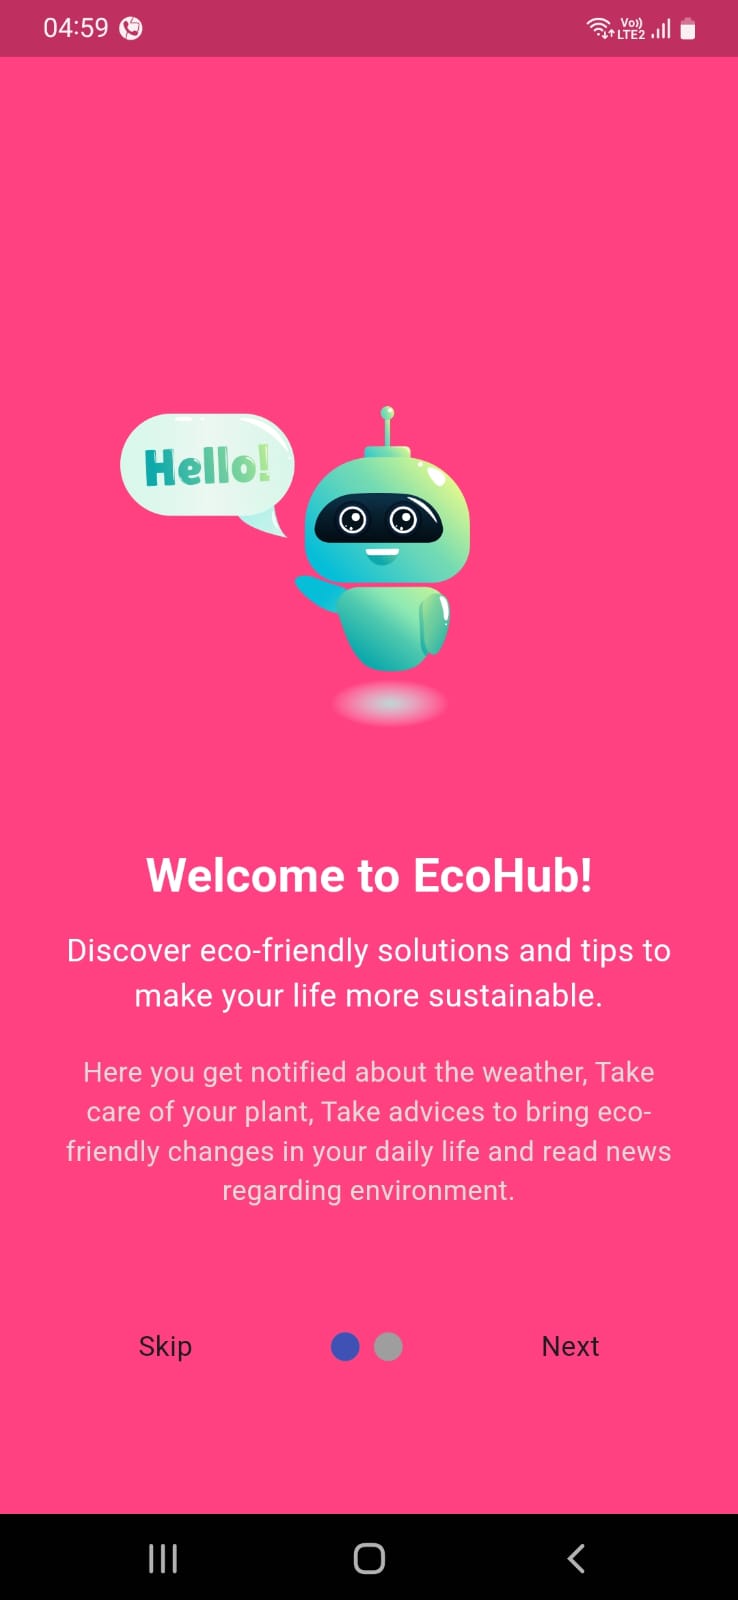 04:59
Vo))
LTE2
Hello!
Welcome to EcoHub!
Discover eco-friendly solutions and tips to
make your life more sustainable.
Here you get notified about the weather, Take
care of your plant, Take advices to bring eco-
friendly changes in your daily life and read news
regarding environment.
Skip
Next